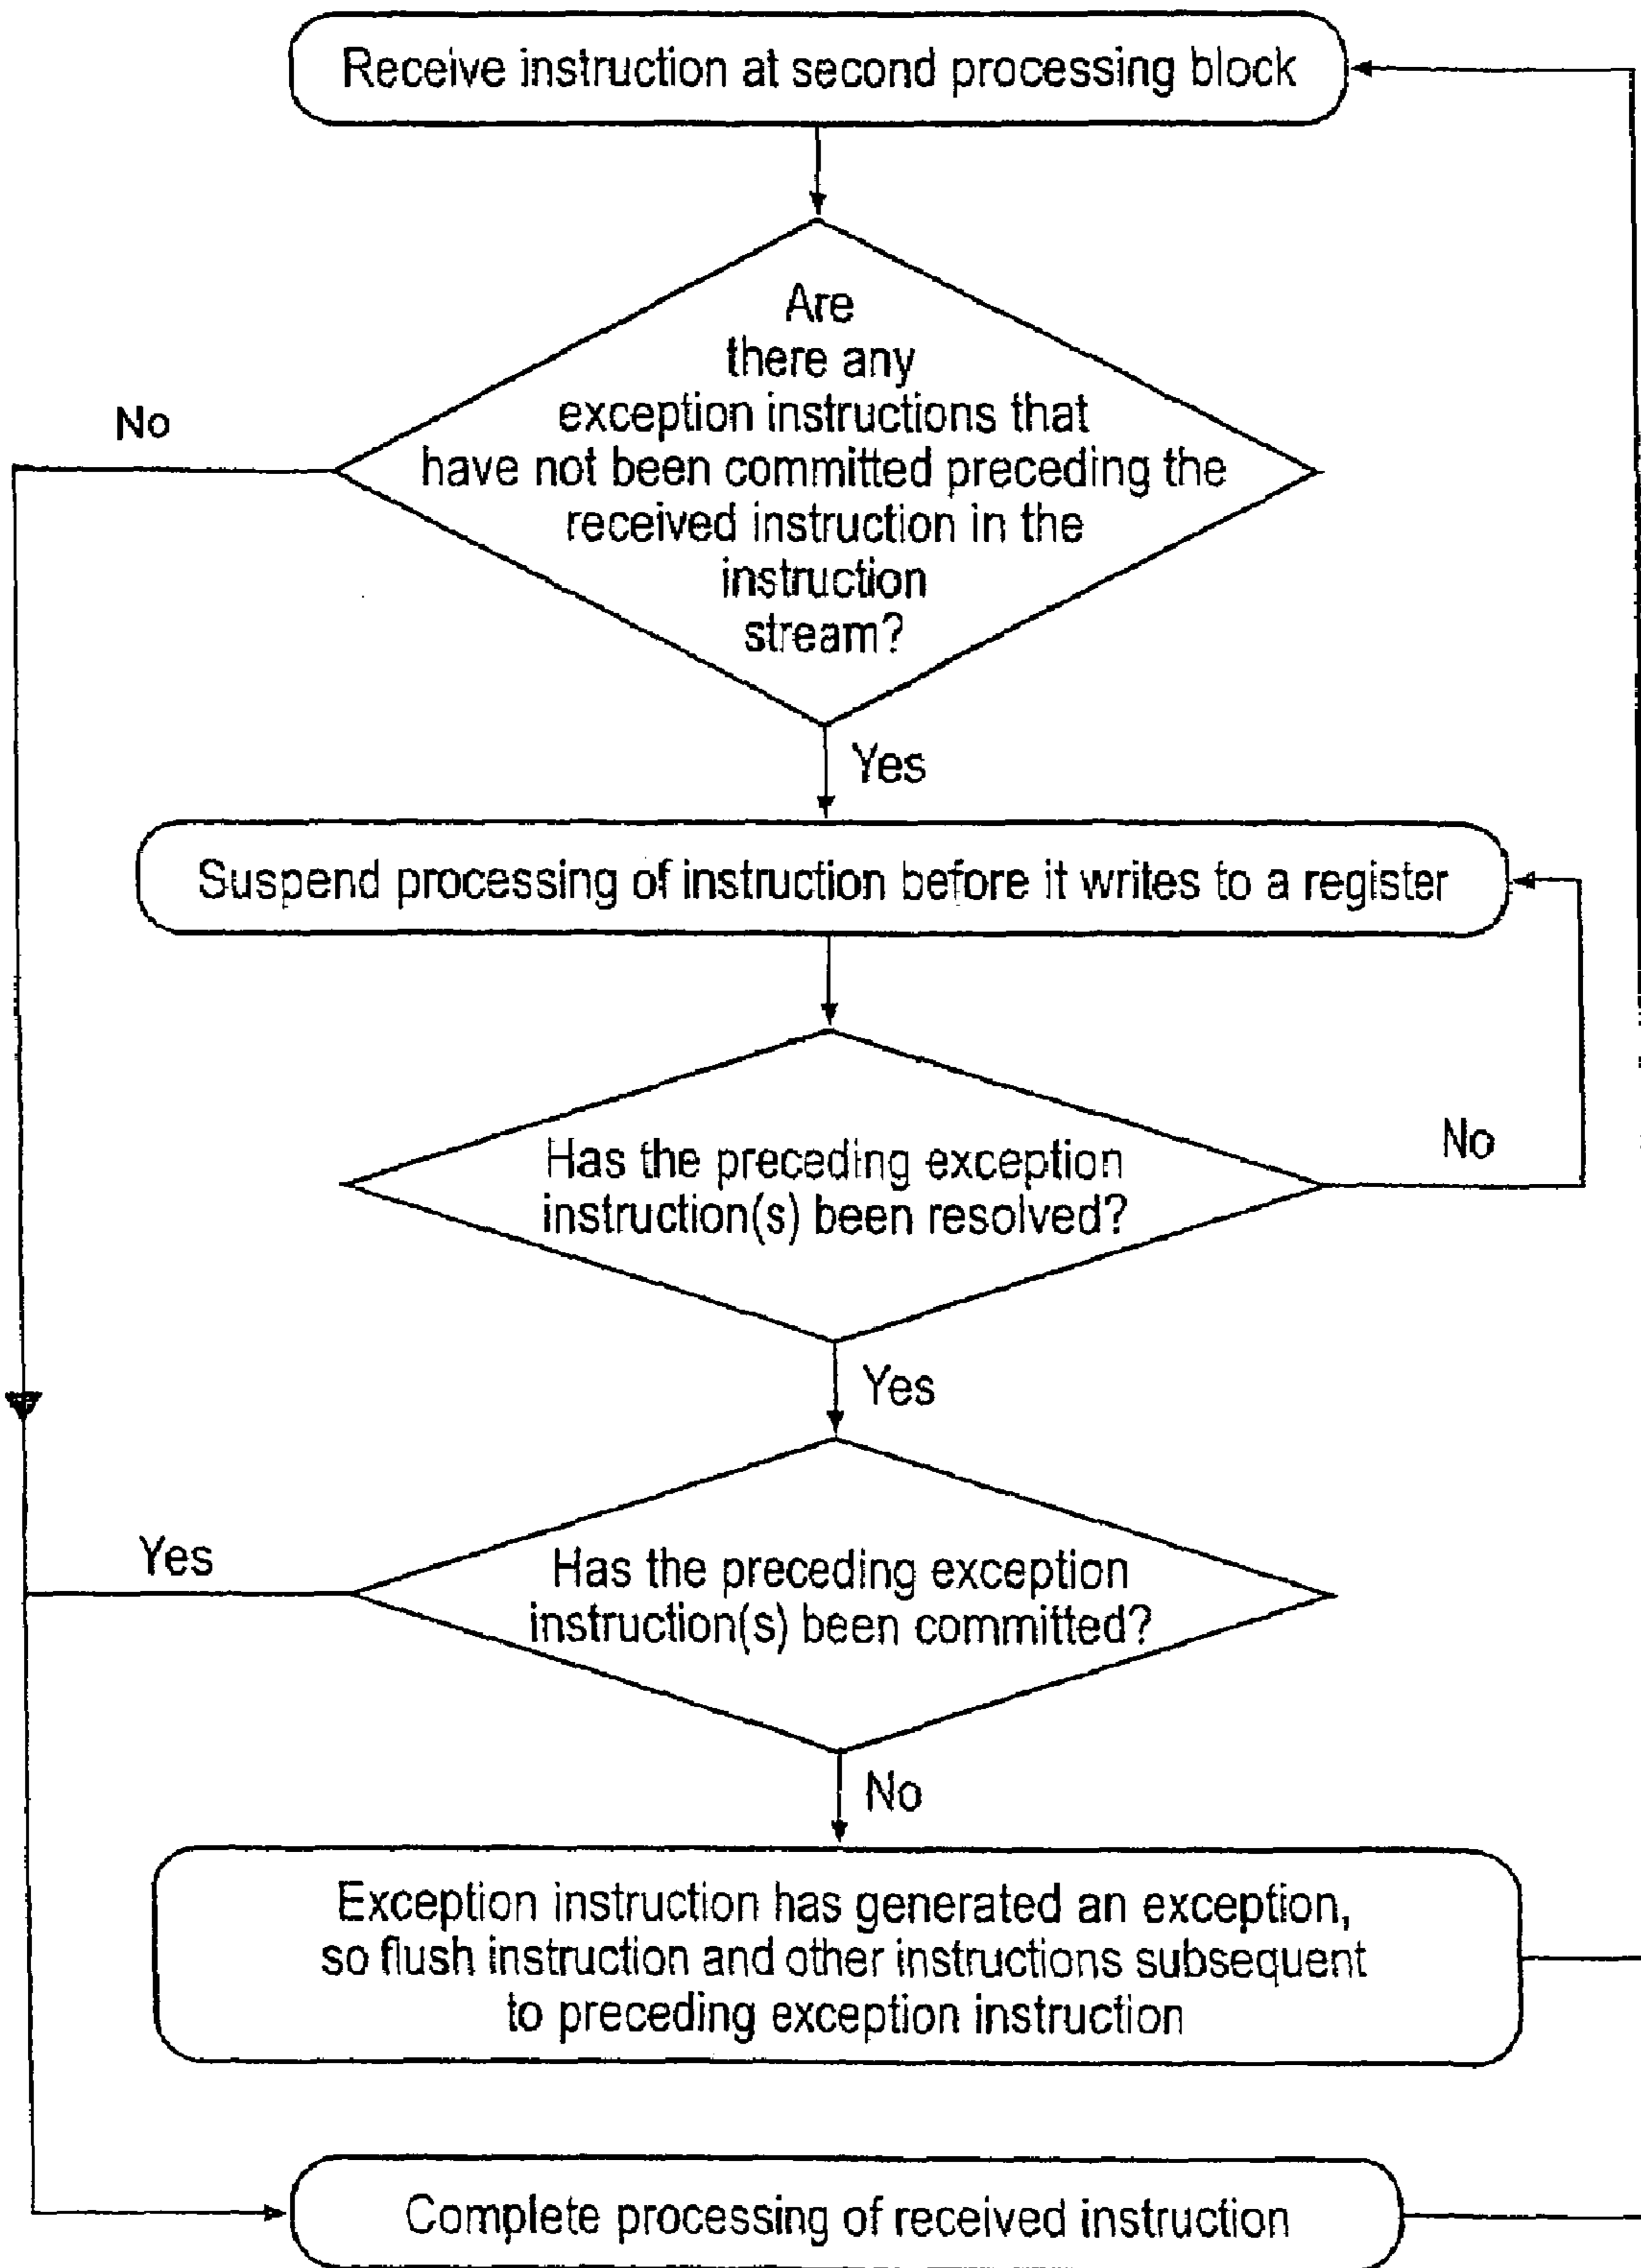 Receive instruction at second processing block
Are
there any
exception instructions that
have not been committed preceding the
received instruction in the
instruction
stream?
No
Yes
Suspend processing of instruction before it writes to a register
Has the preceding exception
instruction(s) been resolved?
No
Yes
Has the preceding exception
instruction(s) been committed?
Yes
No
Exception instruction has generated an exception,
so flush instruction and other instructions subsequent
to preceding exception instruction
Complete processing of received instruction